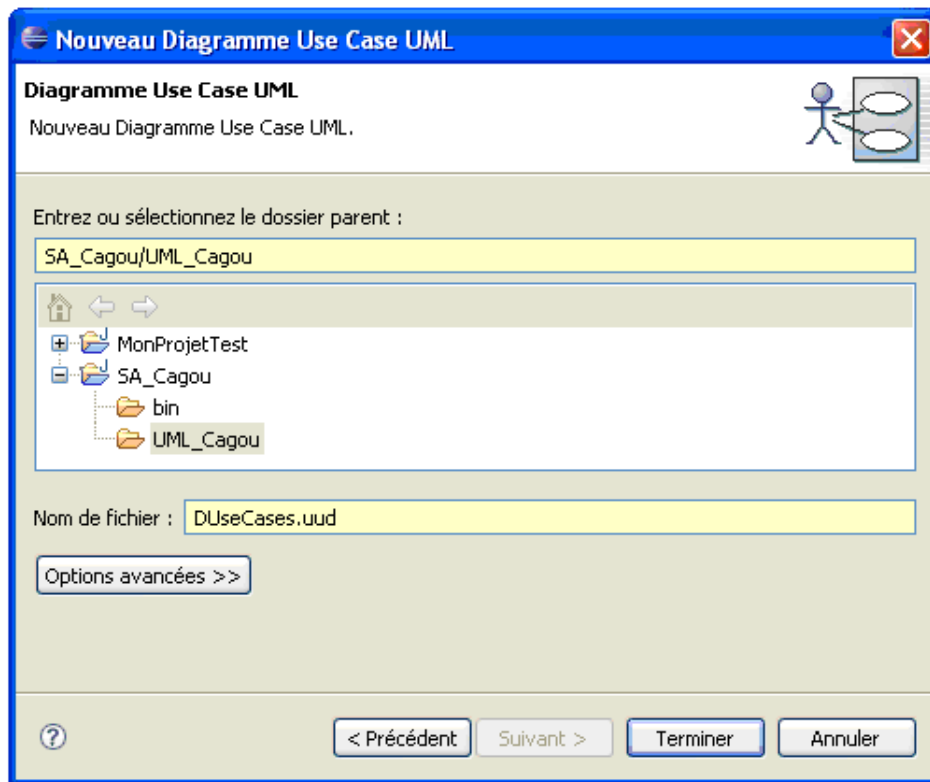 Nouveau Diagramme Use Case UML
Diagramme Use Case UML
Nouveau Diagramme Use Case UML.
Entrez ou sélectionnez le dossier parent :
SA_Cagou/UML_Cagou
MonProjetTest
SA_Cagou
bin
UML_Cagou
Nom de fichier : DUseCases.uud
Options avancées >>
< Précédent Suivant > Terminer Annuler